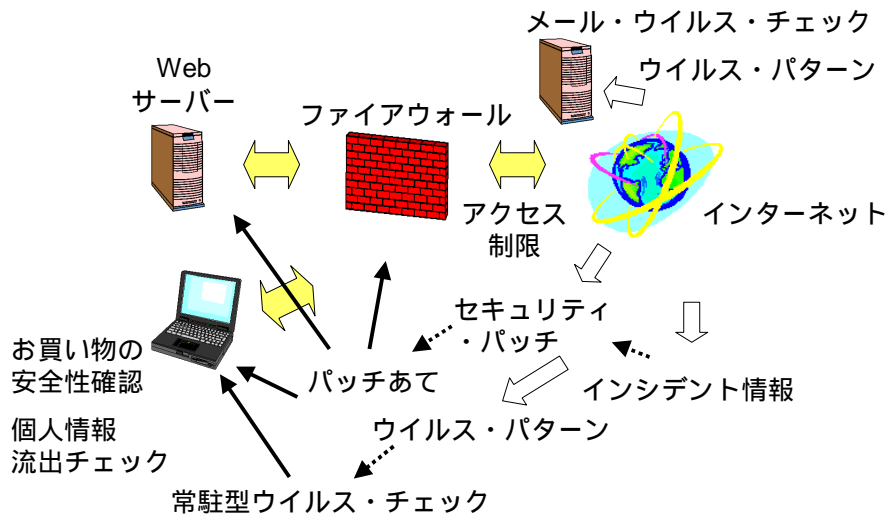 メール・ウイルス・チェック
ウイルス・パターン
Web
サーバー
ファイアウォール
アクセス
制限
インターネット
セキュリティ
・パッチ
お買い物の
安全性確認
パッチあて
インシデント情報
個人情報
流出チェック
ウイルス・パターン
常駐型ウイルス・チェック